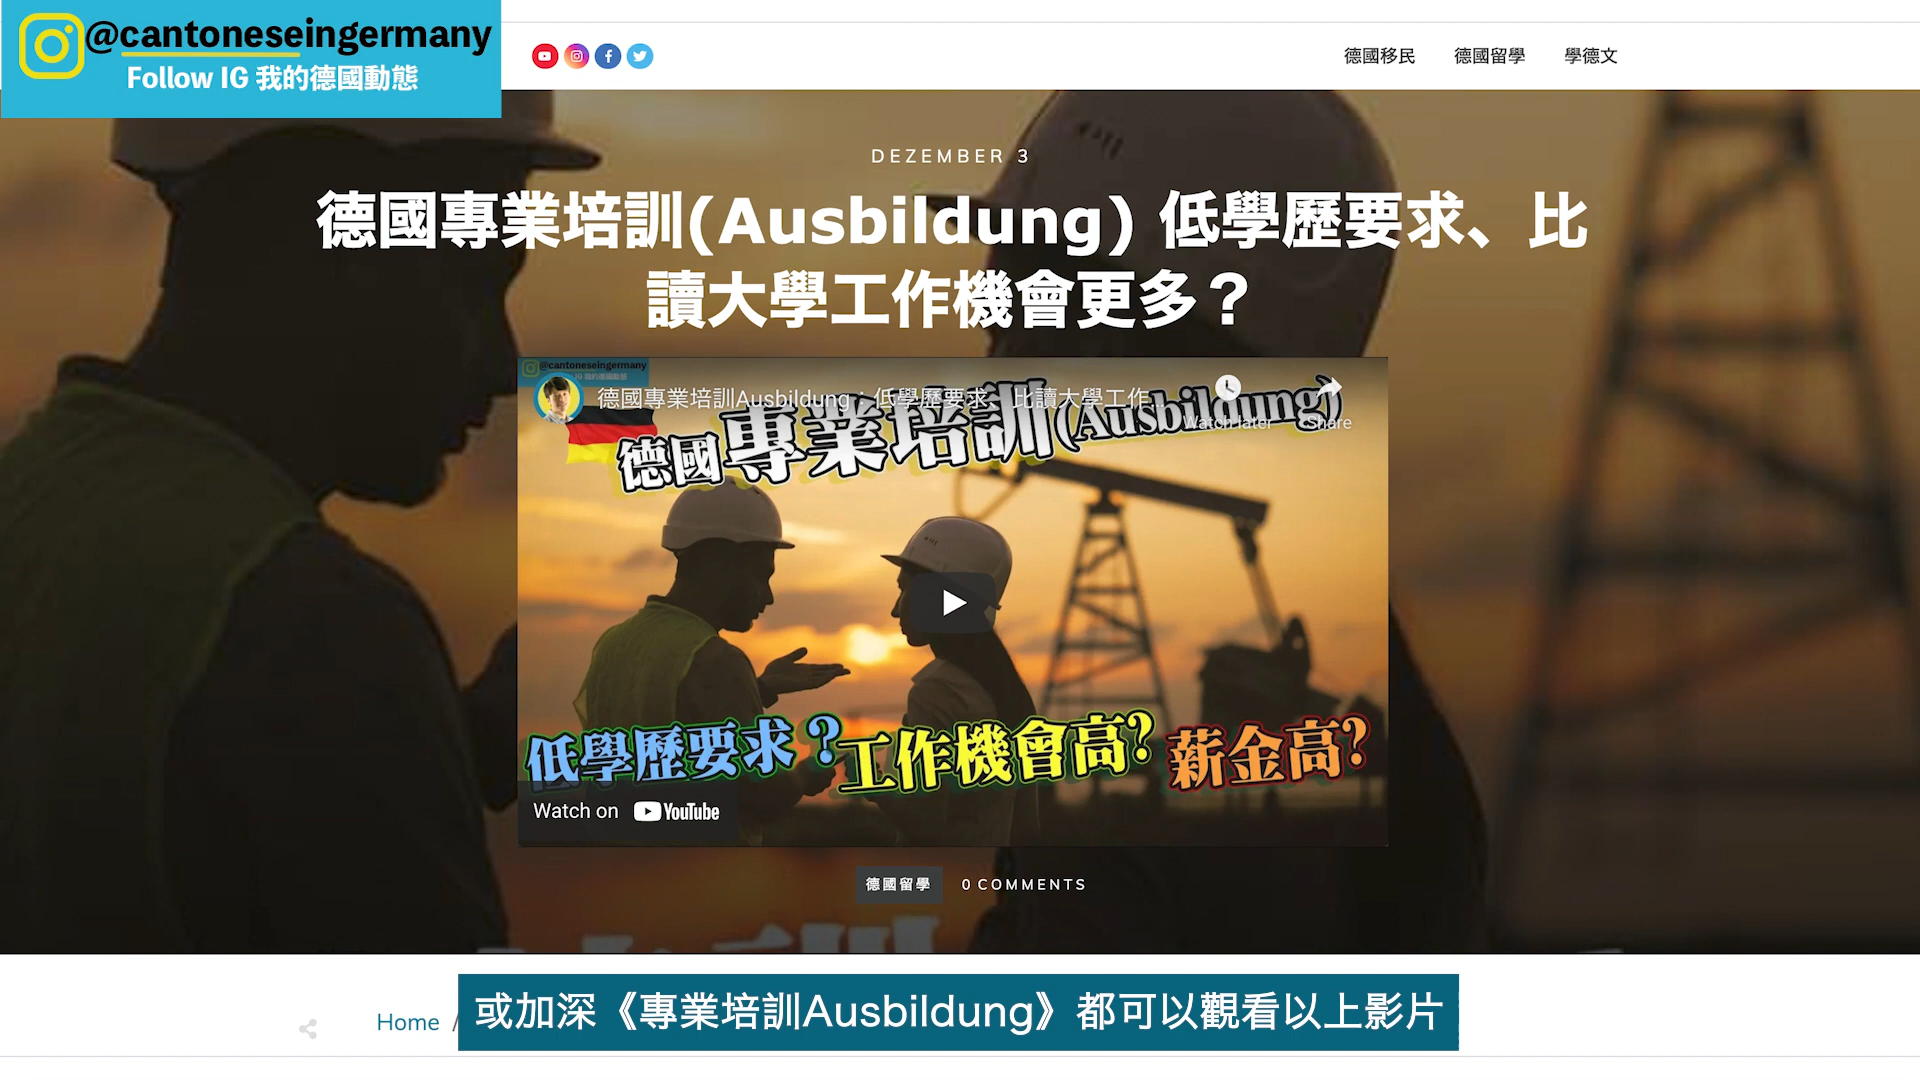 @cantoneseingermany
Follow IG 我的德國動態
德國移民
德國留學
學德文
DEZEMBER 3
德國專業培訓(Ausbildung) 低學歷要求、比
讀大學工作機會更多？
@cantoneseingermany
德國專業培訓Ausbildung：低學歷要求、比讀大學工作
Watch later
Share
德國專業培訓(Ausbildung)
低學歷要求？
工作機會高?
薪金高?
Watch on YouTube
德國留學
0 COMMENTS
Home /
或加深《專業培訓Ausbildung》都可以觀看以上影片